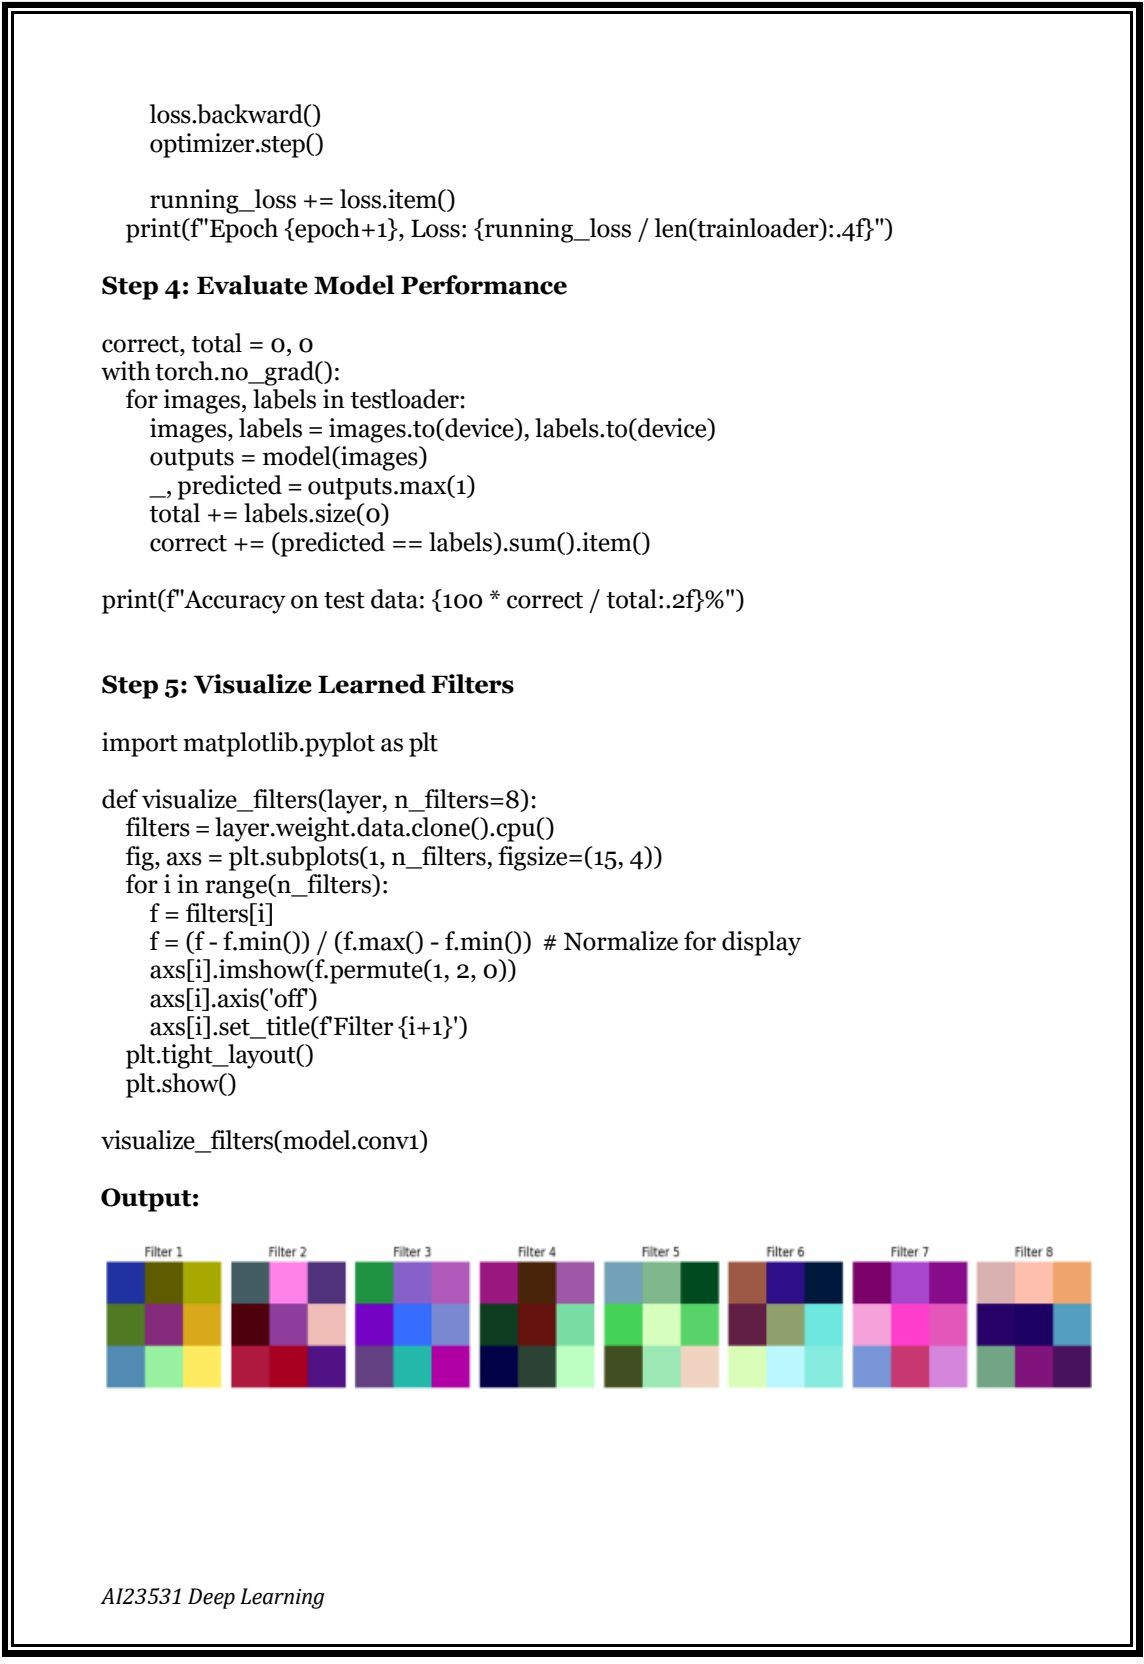 loss.backward()
optimizer.step()
running_loss += loss.item()
print(f"Epoch {epoch+1}, Loss: {running_loss / len(trainloader):.4f}")
Step 4: Evaluate Model Performance
correct, total = 0, 0
with torch.no_grad():
for images, labels in testloader:
images, labels = images.to(device), labels.to(device)
outputs = model(images)
_, predicted = outputs.max(1)
total += labels.size(0)
correct += (predicted == labels).sum().item()
print(f"Accuracy on test data: {100 * correct / total:.2f}%")
Step 5: Visualize Learned Filters
import matplotlib.pyplot as plt
def visualize_filters(layer, n_filters=8):
filters = layer.weight.data.clone().cpu()
fig, axs = plt.subplots(1, n_filters, figsize=(15, 4))
for i in range(n_filters):
f = filters[i]
f = (f - f.min()) / (f.max() - f.min())  # Normalize for display
axs[i].imshow(f.permute(1, 2, 0))
axs[i].axis('off')
axs[i].set_title(f'Filter {i+1}')
plt.tight_layout()
plt.show()
visualize_filters(model.conv1)
Output:
Filter 1 Filter 2 Filter 3 Filter 4 Filter 5 Filter 6 Filter 7 Filter 8
AI23531 Deep Learning